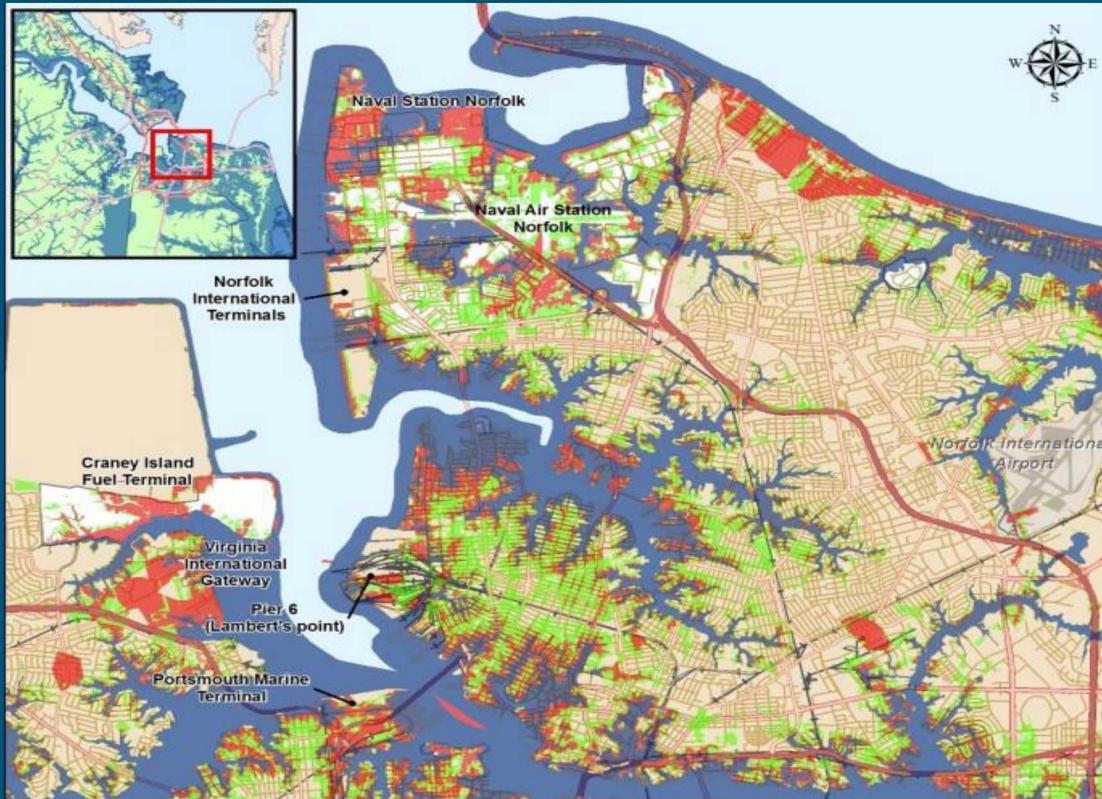 N
W
E
S
Naval Station Norfolk
Naval Air Station
Norfolk
Norfolk
International
Terminals
Craney Island
Fuel Terminal
Norfolk International
Airport
Virginia
International
Gateway
Pier 6
(Lambert's point)
Portsmouth Marine
Terminal